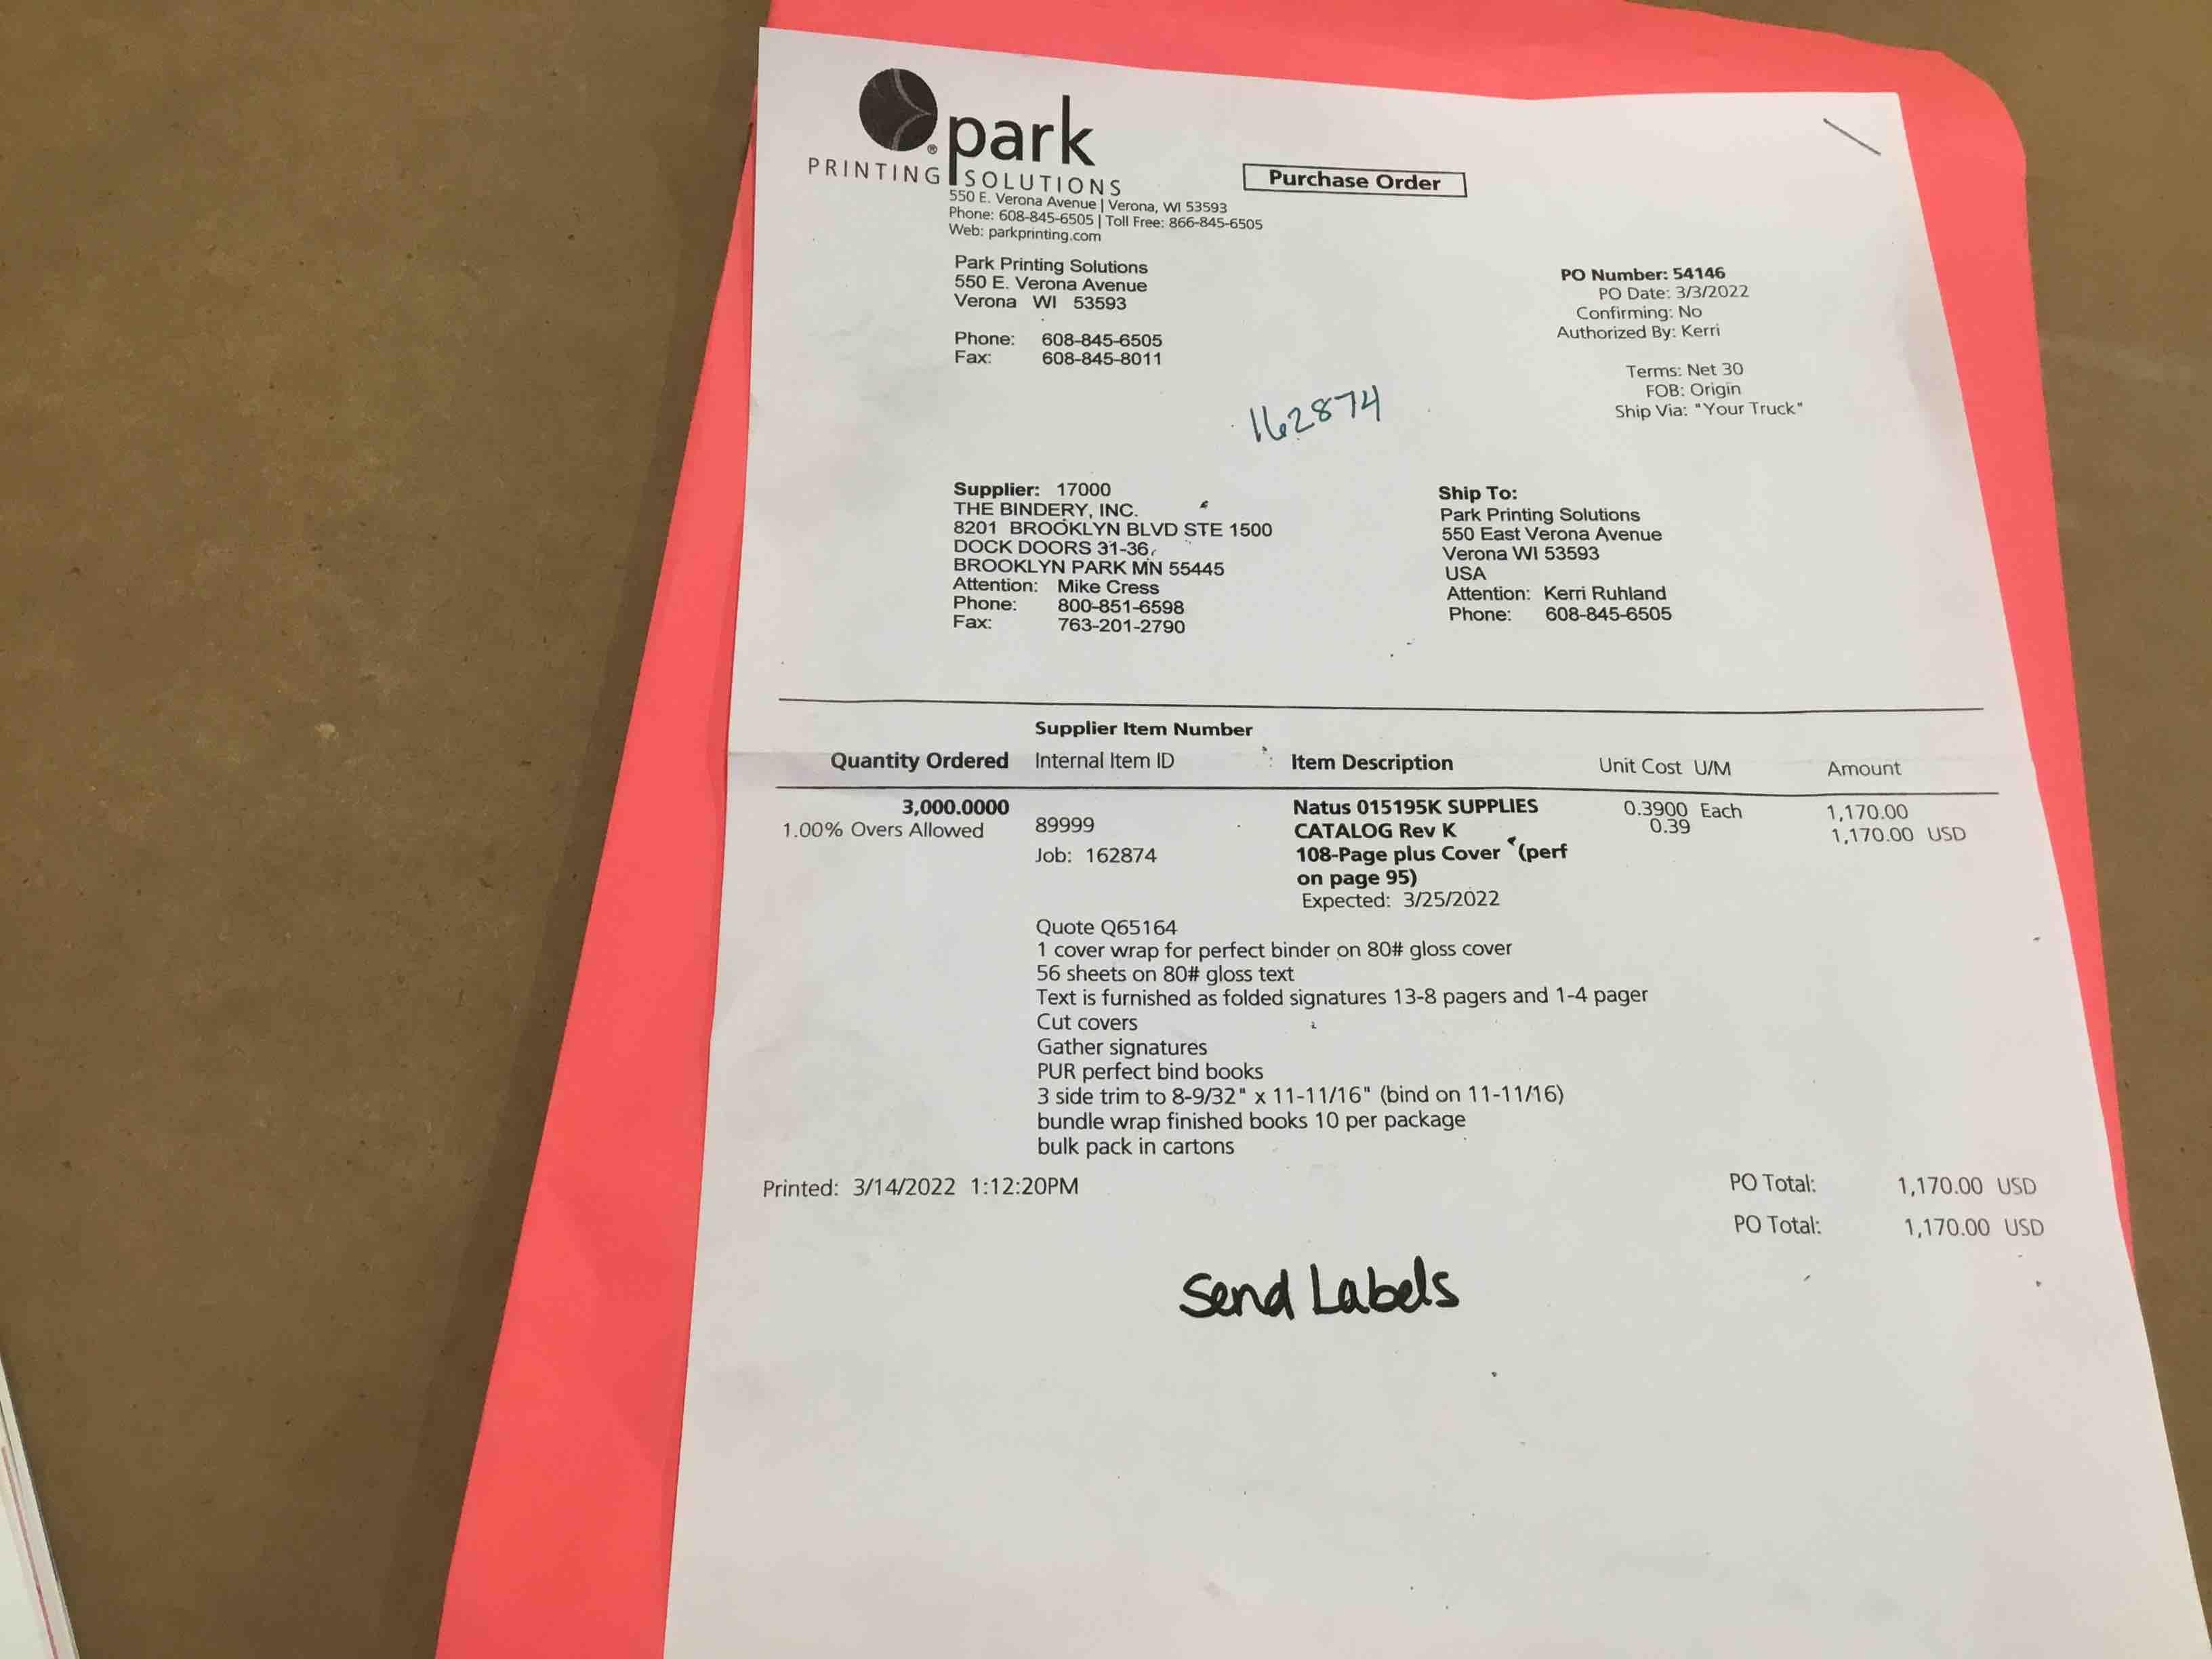 park
PRINTING SOLUTIONS
550 E. Verona Avenue | Verona, WI 53593
Phone: 608-845-6505 | Toll Free: 866-845-6505
Web: parkprinting.com
Purchase Order
Park Printing Solutions
550 E. Verona Avenue
Verona WI 53593
Phone: 608-845-6505
Fax: 608-845-8011
PO Number: 54146
PO Date: 3/3/2022
Confirming: No
Authorized By: Kerri
Terms: Net 30
FOB: Origin
Ship Via: "Your Truck"
162874
Supplier: 17000
THE BINDERY, INC.
8201 BROOKLYN BLVD STE 1500
DOCK DOORS 31-36,
BROOKLYN PARK MN 55445
Attention: Mike Cress
Phone: 800-851-6598
Fax: 763-201-2790
Ship To:
Park Printing Solutions
550 East Verona Avenue
Verona WI 53593
USA
Attention: Kerri Ruhland
Phone: 608-845-6505
Supplier Item Number
Quantity Ordered Internal Item ID Item Description Unit Cost U/M Amount
3,000.0000 Natus 015195K SUPPLIES 0.3900 Each 1,170.00
1.00% Overs Allowed 89999 CATALOG Rev K 0.39 1,170.00 USD
Job: 162874 108-Page plus Cover (perf
on page 95)
Expected: 3/25/2022
Quote Q65164
1 cover wrap for perfect binder on 80# gloss cover
56 sheets on 80# gloss text
Text is furnished as folded signatures 13-8 pagers and 1-4 pager
Cut covers
Gather signatures
PUR perfect bind books
3 side trim to 8-9/32" x 11-11/16" (bind on 11-11/16)
bundle wrap finished books 10 per package
bulk pack in cartons
Printed: 3/14/2022 1:12:20PM
PO Total: 1,170.00 USD
PO Total: 1,170.00 USD
Send Labels